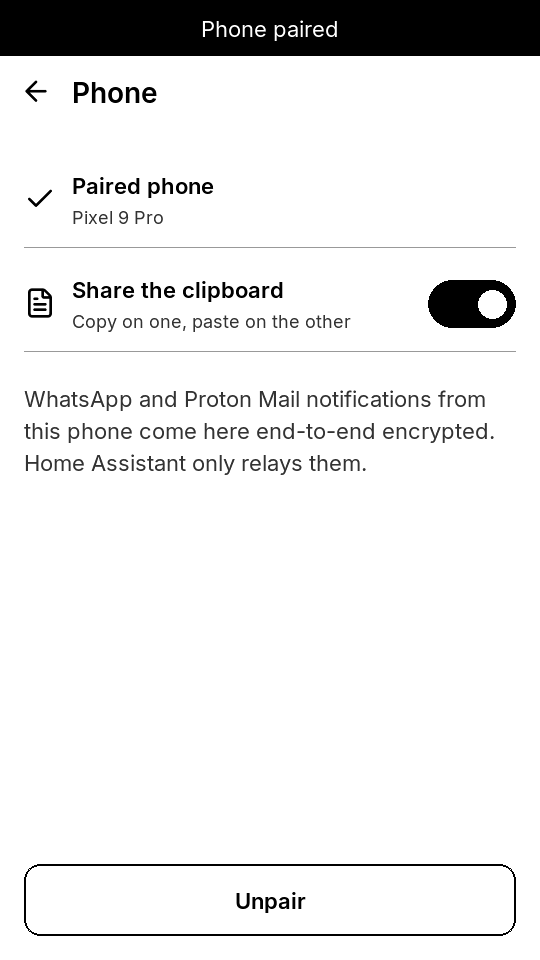 Phone paired
Phone
Paired phone
Pixel 9 Pro
Share the clipboard
Copy on one, paste on the other
WhatsApp and Proton Mail notifications from
this phone come here end-to-end encrypted.
Home Assistant only relays them.
Unpair